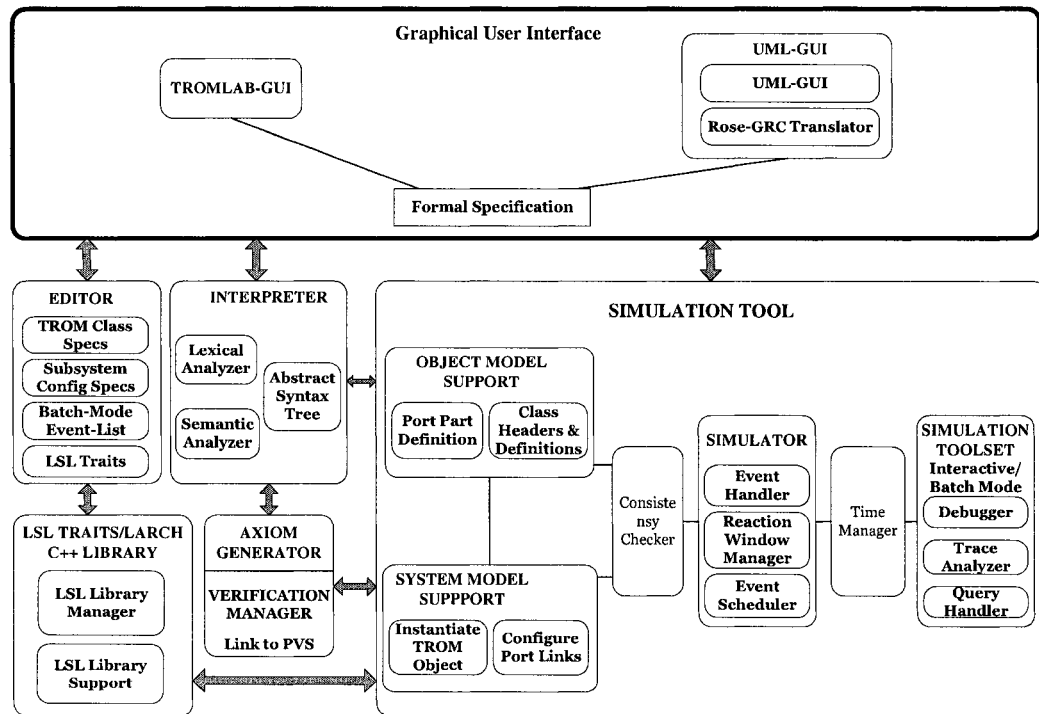 Graphical User Interface
TROMLAB-GUI
UML-GUI
UML-GUI
Rose-GRC Translator
Formal Specification
EDITOR
TROM Class
Specs
Subsystem
Config Specs
Batch-Mode
Event-List
LSL Traits
INTERPRETER
Lexical
Analyzer
Abstract
Syntax
Tree
Semantic
Analyzer
SIMULATION TOOL
OBJECT MODEL
SUPPORT
Port Part
Definition
Class
Headers &
Definitions
Consiste
nsy
Checker
SIMULATOR
Event
Handler
Reaction
Window
Manager
Event
Scheduler
Time
Manager
SIMULATION
TOOLSET
Interactive/
Batch Mode
Debugger
Trace
Analyzer
Query
Handler
LSL TRAITS/LARCH
C++ LIBRARY
LSL Library
Manager
LSL Library
Support
AXIOM
GENERATOR
VERIFICATION
MANAGER
Link to PVS
SYSTEM MODEL
SUPPPORT
Instantiate
TROM
Object
Configure
Port Links